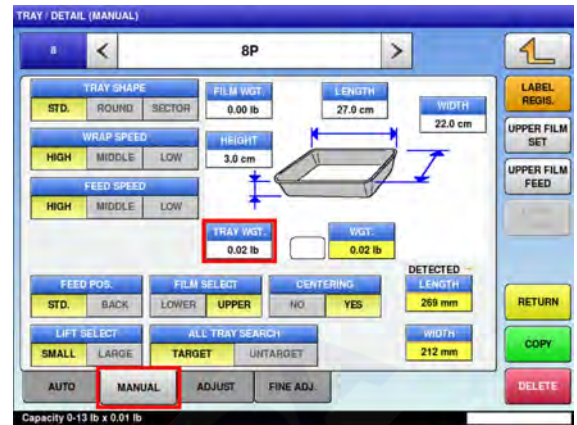 TRAY / DETAIL (MANUAL)
8 < 8P >
TRAY SHAPE
STD. ROUND SECTOR
FILM WGT.
0.00 lb
LENGTH
27.0 cm
WIDTH
22.0 cm
LABEL
REGIS.
WRAP SPEED
HIGH MIDDLE LOW
HEIGHT
3.0 cm
UPPER FILM
SET
FEED SPEED
HIGH MIDDLE LOW
UPPER FILM
FEED
TRAY WGT.
0.02 lb
WGT.
0.02 lb
DETECTED
FEED POS.
STD. BACK
FILM SELECT
LOWER UPPER
CENTERING
NO YES
LENGTH
269 mm
RETURN
LIFT SELECT
SMALL LARGE
ALL TRAY SEARCH
TARGET UNTARGET
WIDTH
212 mm
COPY
AUTO MANUAL ADJUST FINE ADJ.
DELETE
Capacity 0-13 lb x 0.01 lb